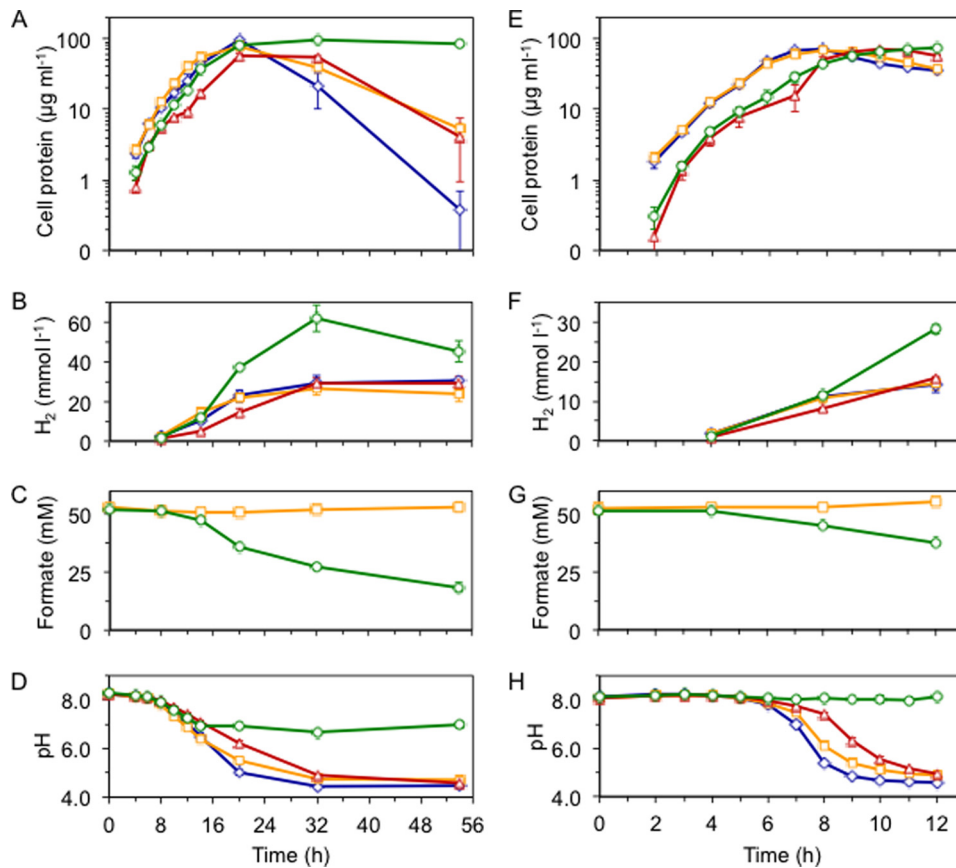 A
Cell protein (µg ml⁻¹)
100
10
1
0
B
H₂ (mmol l⁻¹)
60
40
20
0
C
Formate (mM)
50
25
0
D
pH
8.0
6.0
4.0
0 8 16 24 32 40 48 56
Time (h)
E
Cell protein (µg ml⁻¹)
100
10
1
0
F
H₂ (mmol l⁻¹)
30
20
10
0
G
Formate (mM)
50
25
0
H
pH
8.0
6.0
4.0
0 2 4 6 8 10 12
Time (h)